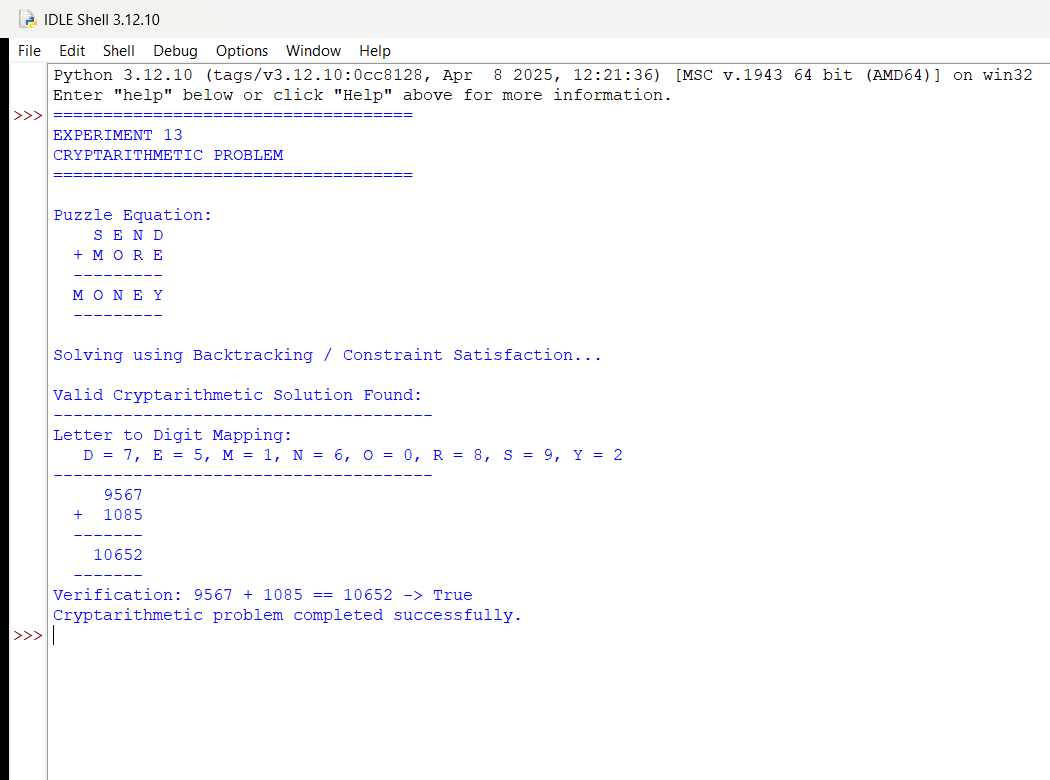 IDLE Shell 3.12.10
File Edit Shell Debug Options Window Help
Python 3.12.10 (tags/v3.12.10:0cc8128, Apr  8 2025, 12:21:36) [MSC v.1943 64 bit (AMD64)] on win32
Enter "help" below or click "Help" above for more information.
>>> ====================================
EXPERIMENT 13
CRYPTARITHMETIC PROBLEM
====================================
Puzzle Equation:
    S E N D
  + M O R E
  ---------
  M O N E Y
  ---------
Solving using Backtracking / Constraint Satisfaction...
Valid Cryptarithmetic Solution Found:
--------------------------------------
Letter to Digit Mapping:
   D = 7, E = 5, M = 1, N = 6, O = 0, R = 8, S = 9, Y = 2
--------------------------------------
     9567
  +  1085
  -------
    10652
  -------
Verification: 9567 + 1085 == 10652 -> True
Cryptarithmetic problem completed successfully.
>>>